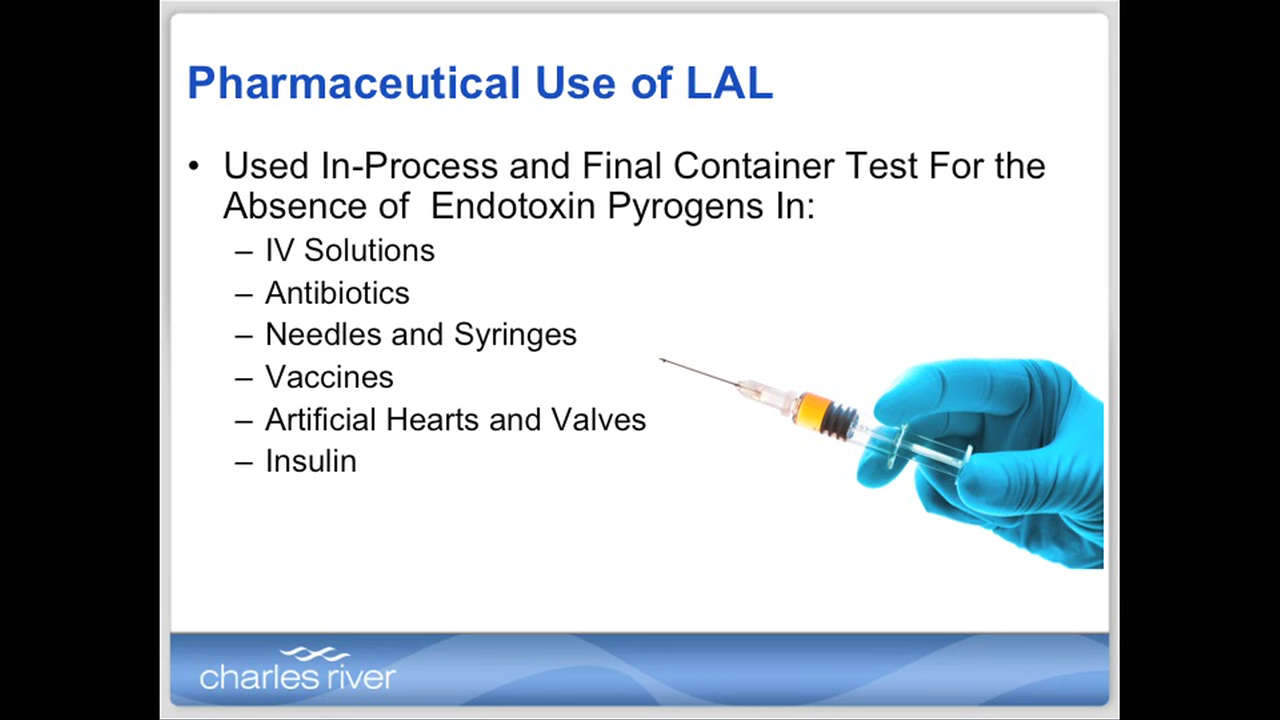 Pharmaceutical Use of LAL
• Used In-Process and Final Container Test For the
Absence of  Endotoxin Pyrogens In:
– IV Solutions
– Antibiotics
– Needles and Syringes
– Vaccines
– Artificial Hearts and Valves
– Insulin
charles river